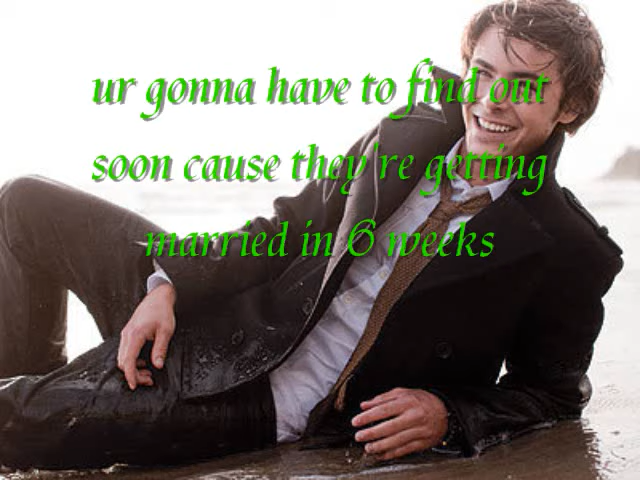 ur gonna have to find out
soon cause they're getting
married in 6 weeks